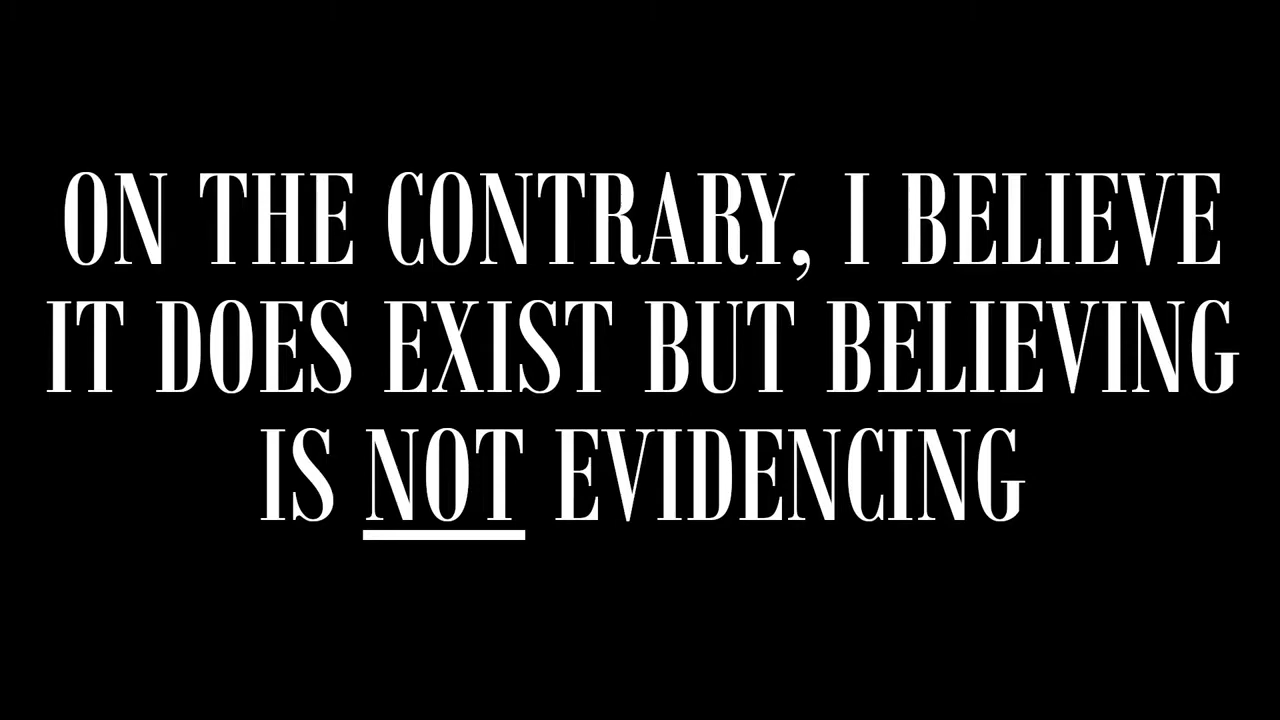 ON THE CONTRARY, I BELIEVE
IT DOES EXIST BUT BELIEVING
IS NOT EVIDENCING